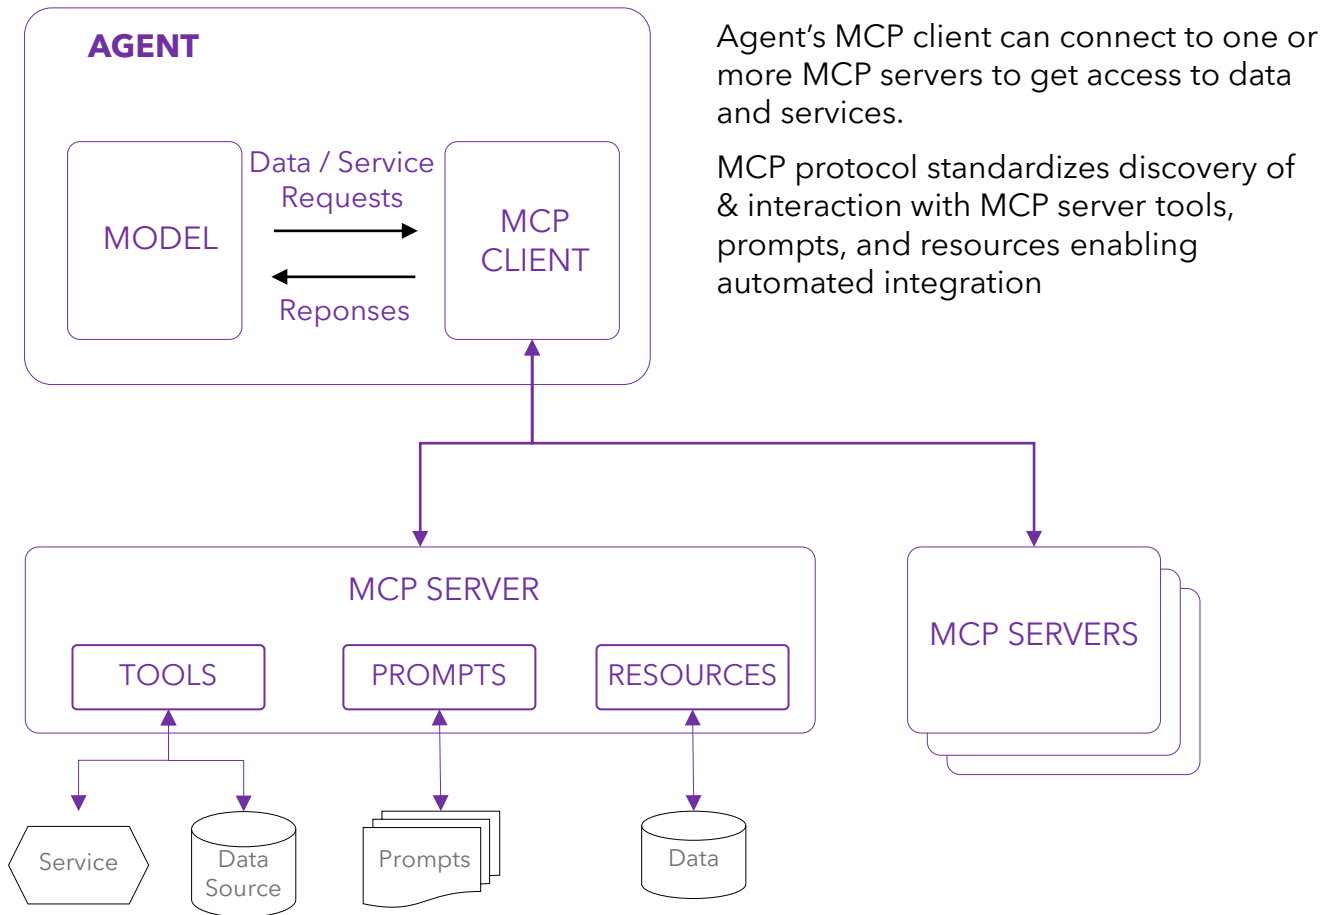 AGENT
Agent's MCP client can connect to one or
more MCP servers to get access to data
and services.
MCP protocol standardizes discovery of
& interaction with MCP server tools,
prompts, and resources enabling
automated integration
MODEL
Data / Service
Requests
Reponses
MCP
CLIENT
MCP SERVER
TOOLS
PROMPTS
RESOURCES
MCP SERVERS
Service
Data
Source
Prompts
Data